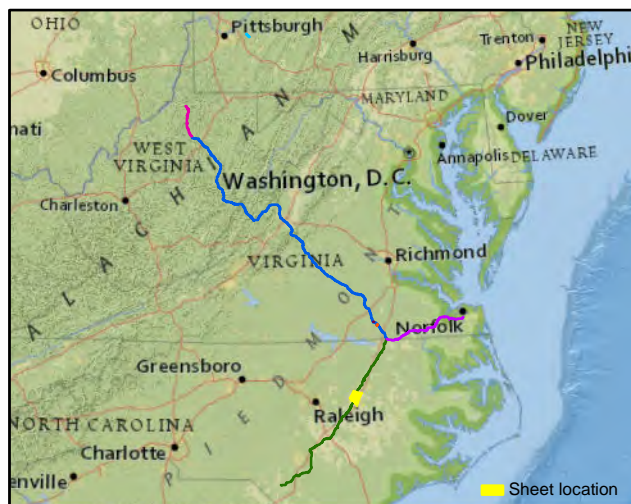 OHIO
Pittsburgh
M
NEW
Trenton
JERSEY
Harrisburg
Columbus
Philadelphi
nati
MARYLAND
Dover
WEST
VIRGINIA
Annapolis
DELAWARE
Washington, D.C.
Charleston
A L A C H I A N
Richmond
VIRGINIA
Norfolk
Greensboro
P I E D M O N T
Raleigh
NORTH CAROLINA
Charlotte
enville
Sheet location